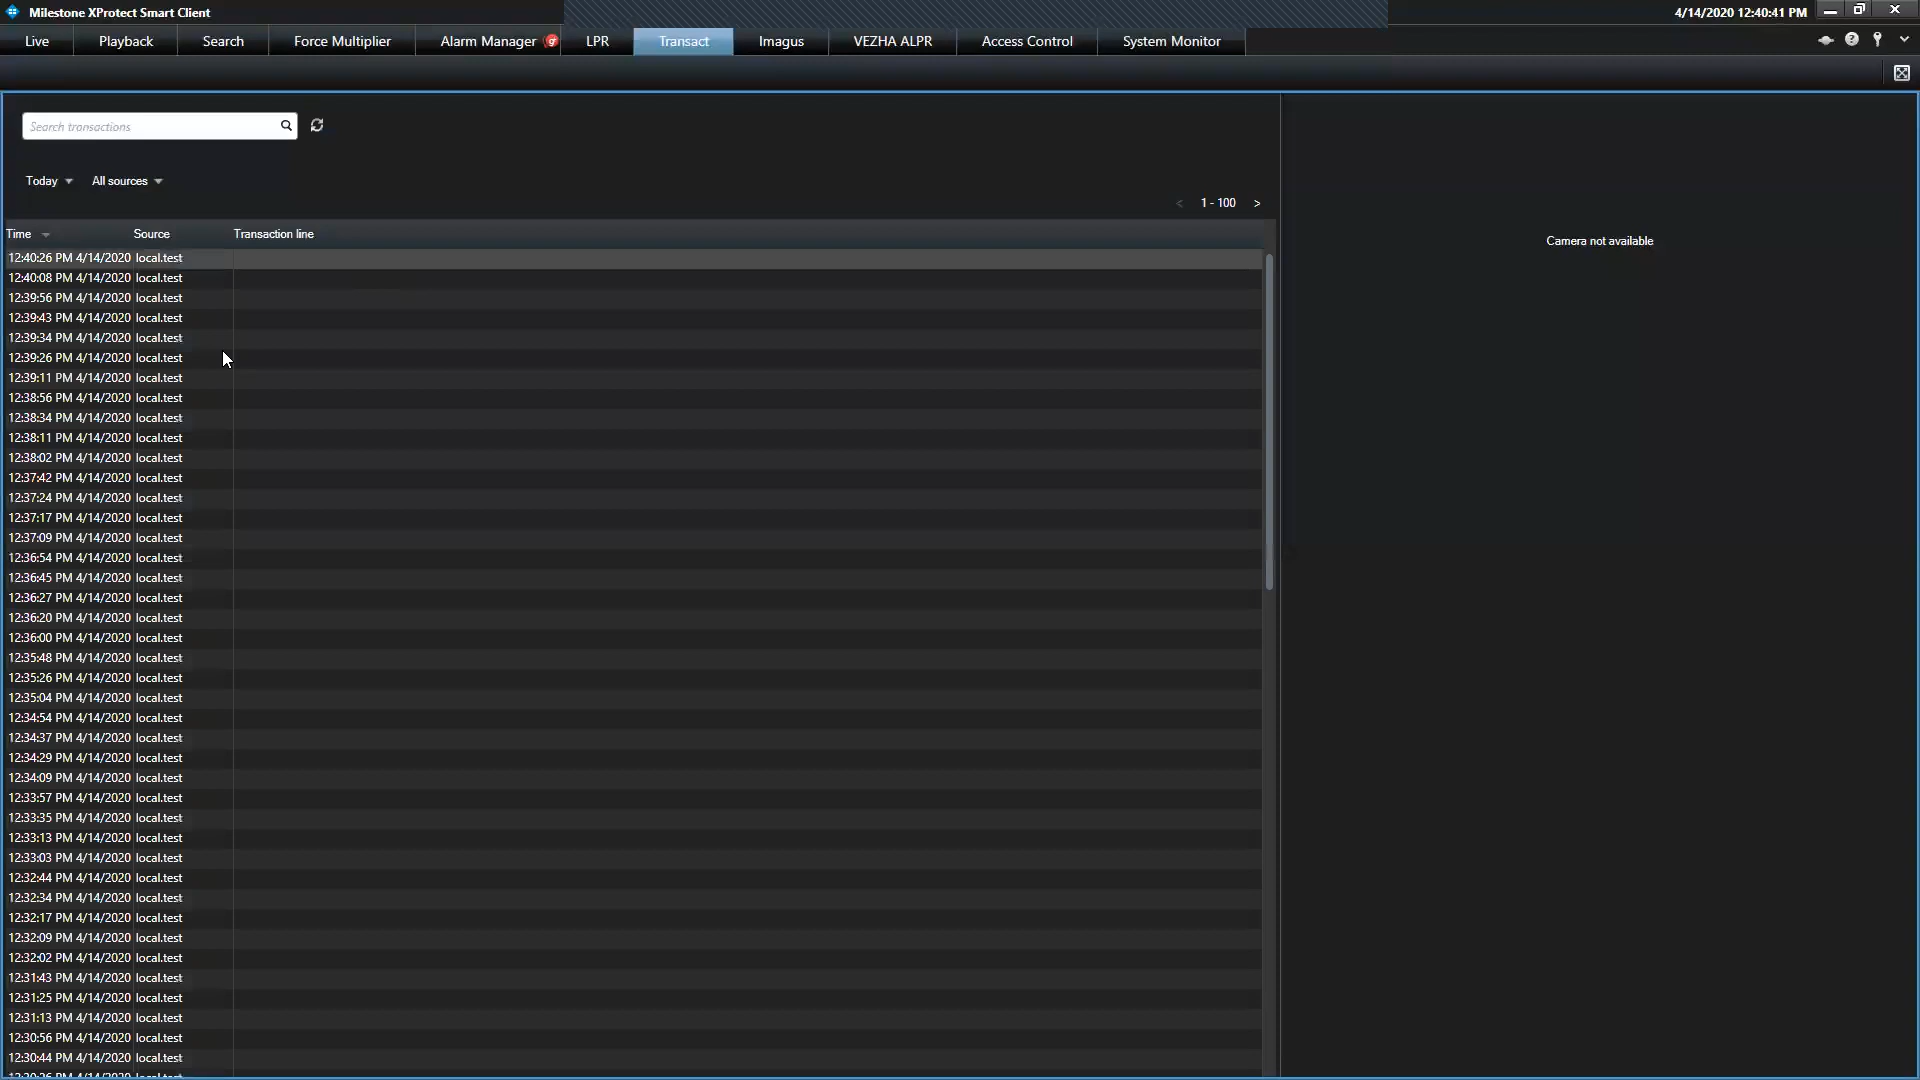 Milestone XProtect Smart Client
4/14/2020 12:40:41 PM
Live Playback Search Force Multiplier Alarm Manager LPR Transact Imagus VEZHA ALPR Access Control System Monitor
Search transactions
Today All sources
< 1 - 100 >
Camera not available
Time Source Transaction line
12:40:26 PM 4/14/2020 local.test
12:40:08 PM 4/14/2020 local.test
12:39:56 PM 4/14/2020 local.test
12:39:43 PM 4/14/2020 local.test
12:39:34 PM 4/14/2020 local.test
12:39:26 PM 4/14/2020 local.test
12:39:11 PM 4/14/2020 local.test
12:38:56 PM 4/14/2020 local.test
12:38:34 PM 4/14/2020 local.test
12:38:11 PM 4/14/2020 local.test
12:38:02 PM 4/14/2020 local.test
12:37:42 PM 4/14/2020 local.test
12:37:24 PM 4/14/2020 local.test
12:37:17 PM 4/14/2020 local.test
12:37:09 PM 4/14/2020 local.test
12:36:54 PM 4/14/2020 local.test
12:36:45 PM 4/14/2020 local.test
12:36:27 PM 4/14/2020 local.test
12:36:20 PM 4/14/2020 local.test
12:36:00 PM 4/14/2020 local.test
12:35:48 PM 4/14/2020 local.test
12:35:26 PM 4/14/2020 local.test
12:35:04 PM 4/14/2020 local.test
12:34:54 PM 4/14/2020 local.test
12:34:37 PM 4/14/2020 local.test
12:34:29 PM 4/14/2020 local.test
12:34:09 PM 4/14/2020 local.test
12:33:57 PM 4/14/2020 local.test
12:33:35 PM 4/14/2020 local.test
12:33:13 PM 4/14/2020 local.test
12:33:03 PM 4/14/2020 local.test
12:32:44 PM 4/14/2020 local.test
12:32:34 PM 4/14/2020 local.test
12:32:17 PM 4/14/2020 local.test
12:32:09 PM 4/14/2020 local.test
12:32:02 PM 4/14/2020 local.test
12:31:43 PM 4/14/2020 local.test
12:31:25 PM 4/14/2020 local.test
12:31:13 PM 4/14/2020 local.test
12:30:56 PM 4/14/2020 local.test
12:30:44 PM 4/14/2020 local.test